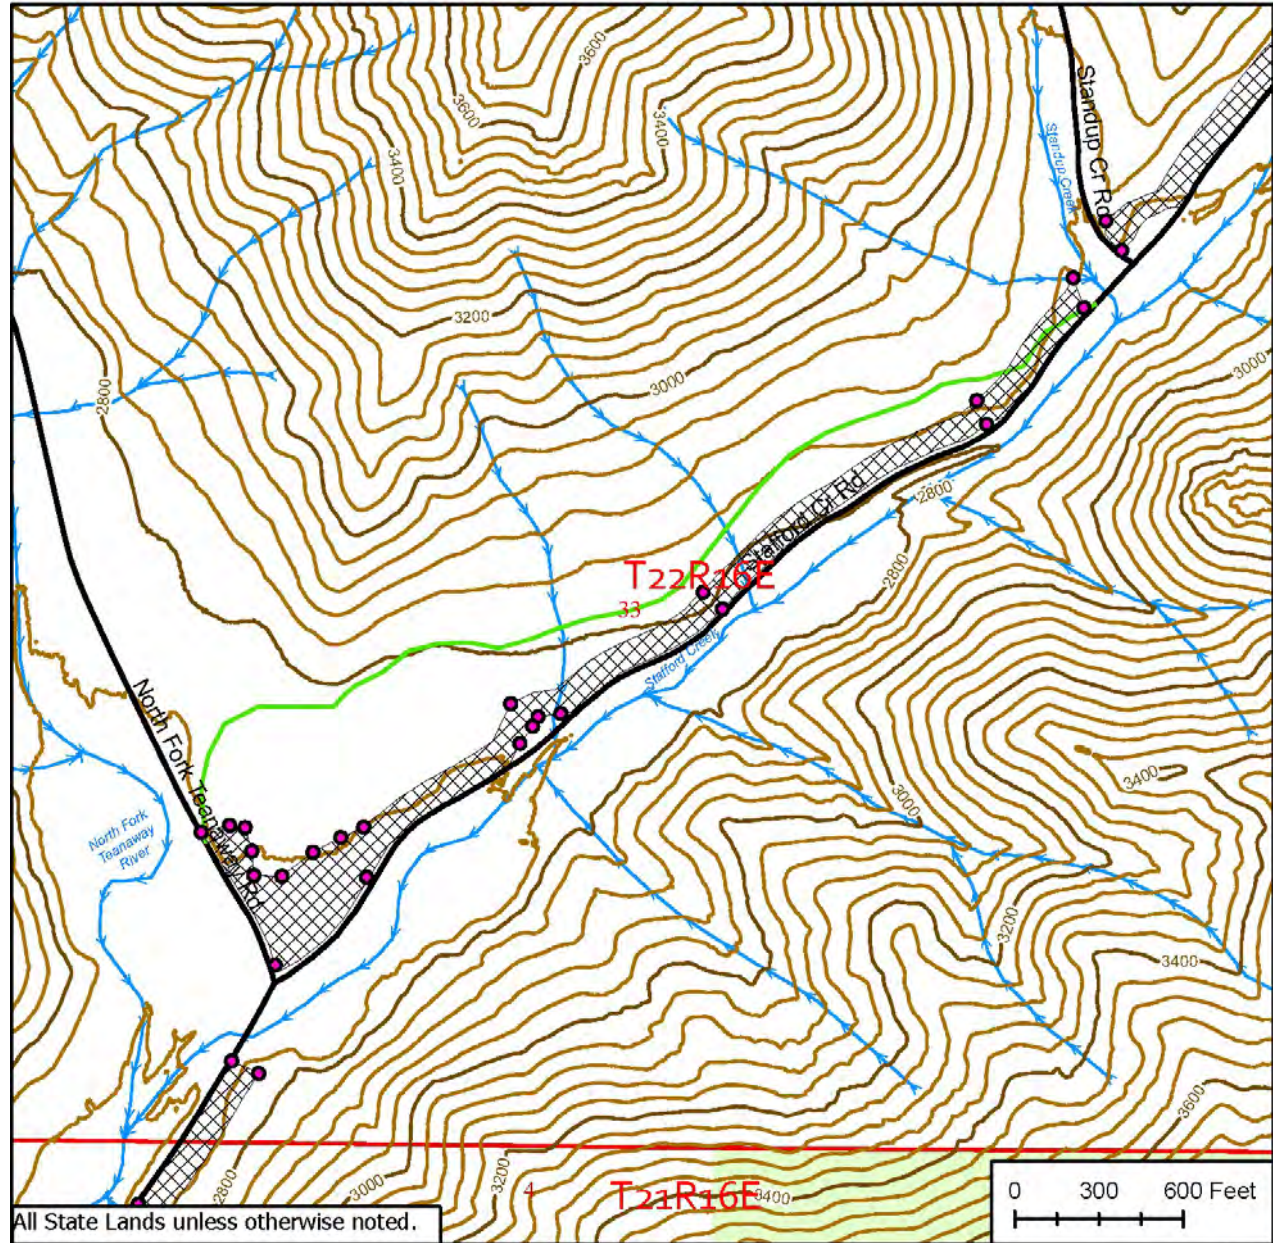 3600
3600
3400
3400
Standup Cr Rd
Standup Creek
3200
3000
3000
2800
2800
Stafford Cr Rd
2800
T22R16E
33
Stafford Creek
North Fork Teanaway Rd
3400
3000
North Fork
Teanaway
River
3200
3400
3600
2800
3000
3200
4
T21R16E
3400
0 300 600 Feet
All State Lands unless otherwise noted.